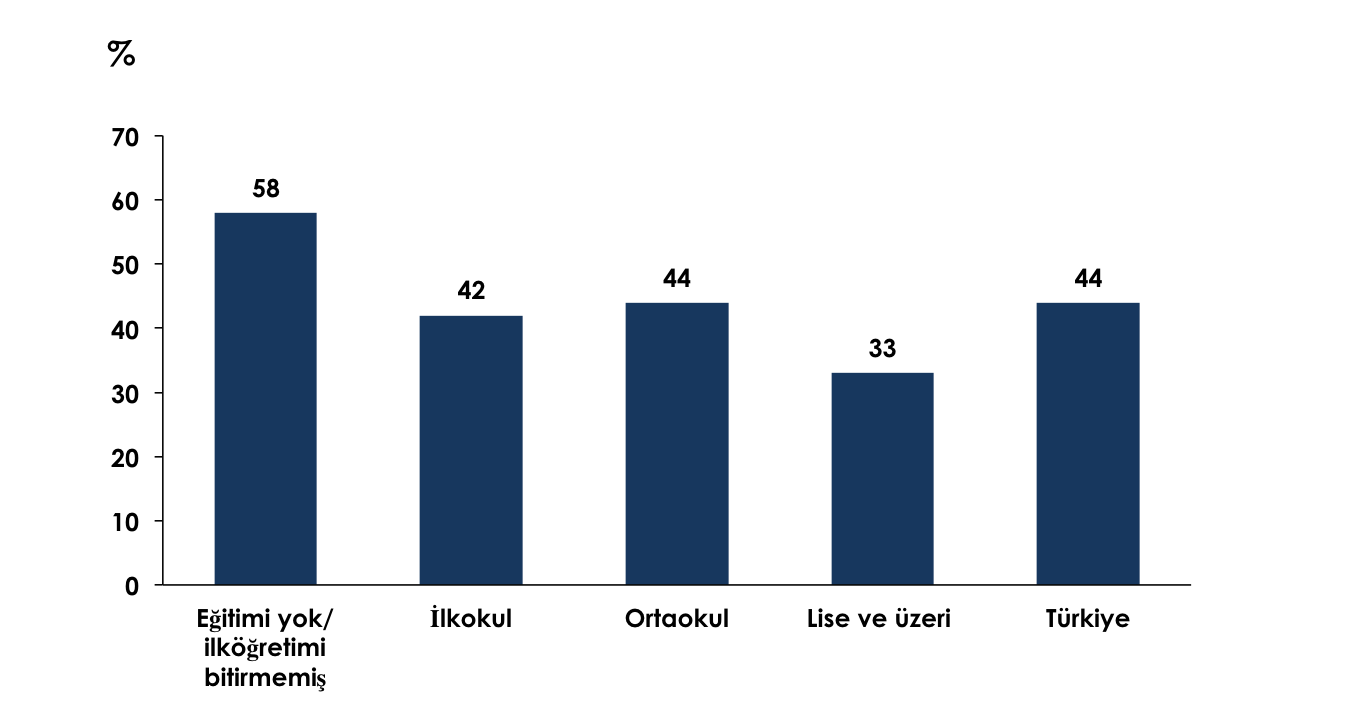 %
70
60
50
40
30
20
10
0
58
42
44
33
44
Eğitimi yok/
ilköğretimi
bitirmemiş
İlkokul
Ortaokul
Lise ve üzeri
Türkiye